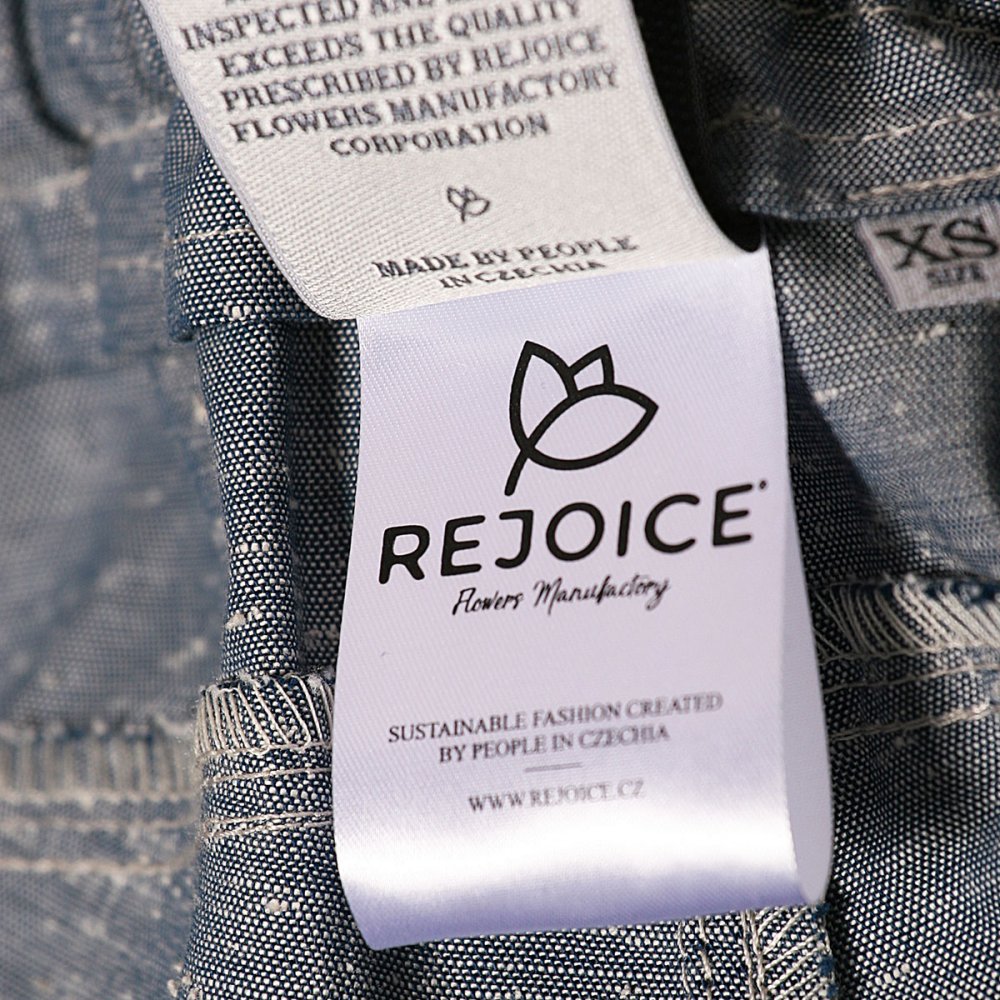 INSPECTED AND
EXCEEDS THE QUALITY
PRESCRIBED BY REJOICE
FLOWERS MANUFACTORY
CORPORATION
MADE BY PEOPLE
IN CZECHIA
XS
SIZE
REJOICE
Flowers Manufactory
SUSTAINABLE FASHION CREATED
BY PEOPLE IN CZECHIA
WWW.REJOICE.CZ